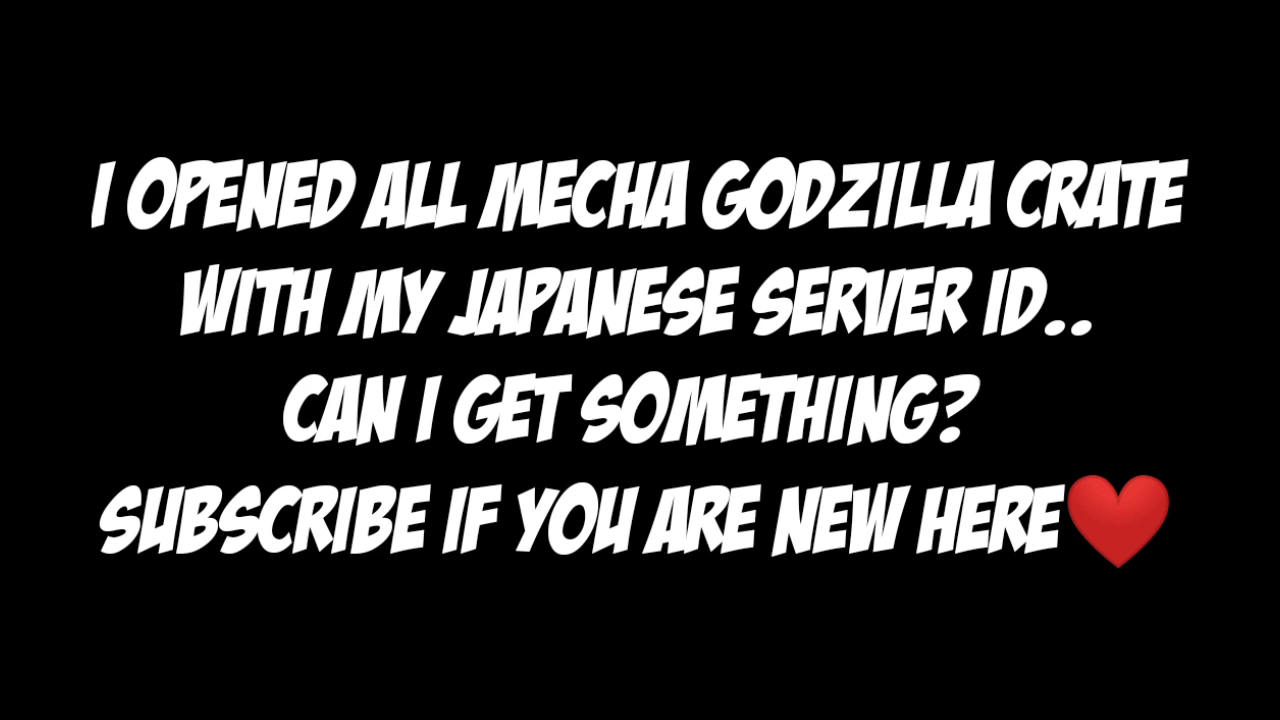 I OPENED ALL MECHA GODZILLA CRATE
WITH MY JAPANESE SERVER ID..
CAN I GET SOMETHING?
SUBSCRIBE IF YOU ARE NEW HERE❤️